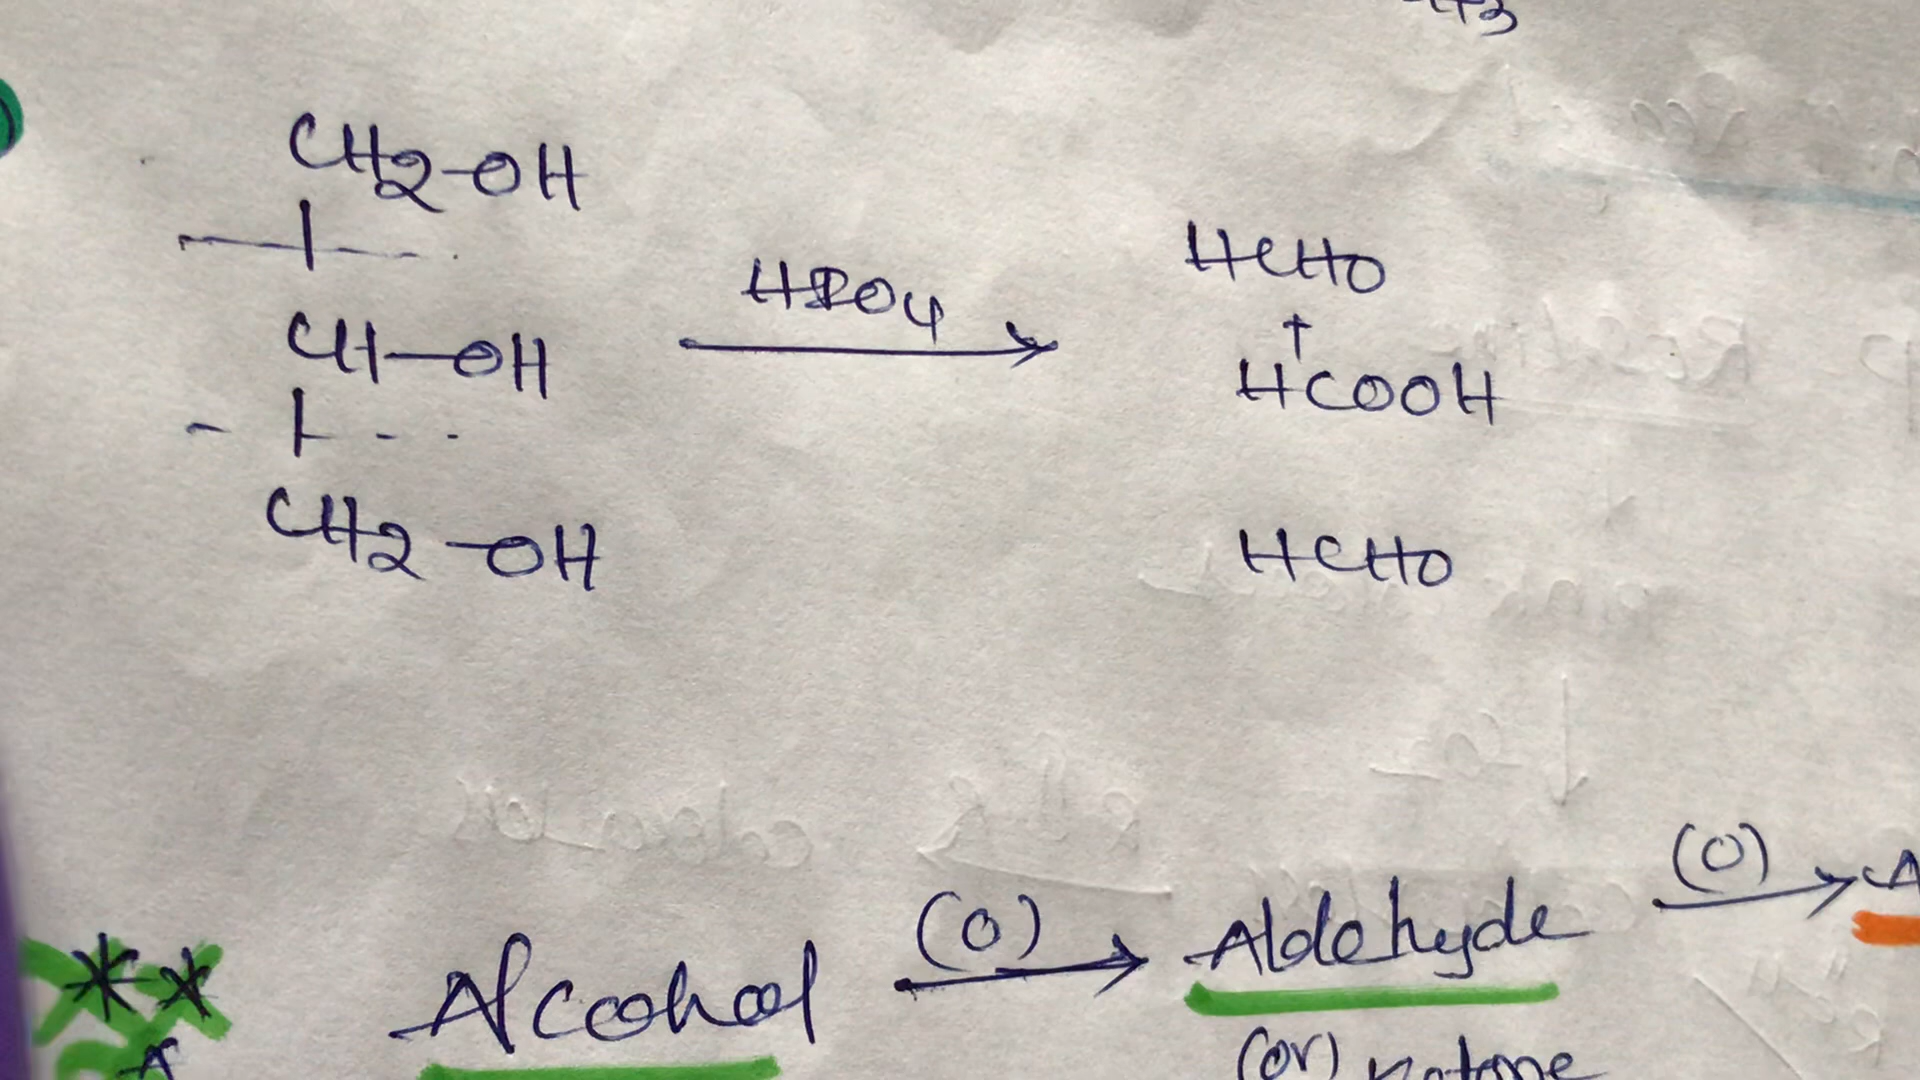 CH2-OH
CH-OH
CH2-OH
HIO4
HCHO
↑
HCOOH
HCHO
** Alcohol (O) → Aldehyde (O) →
(or) Ketone